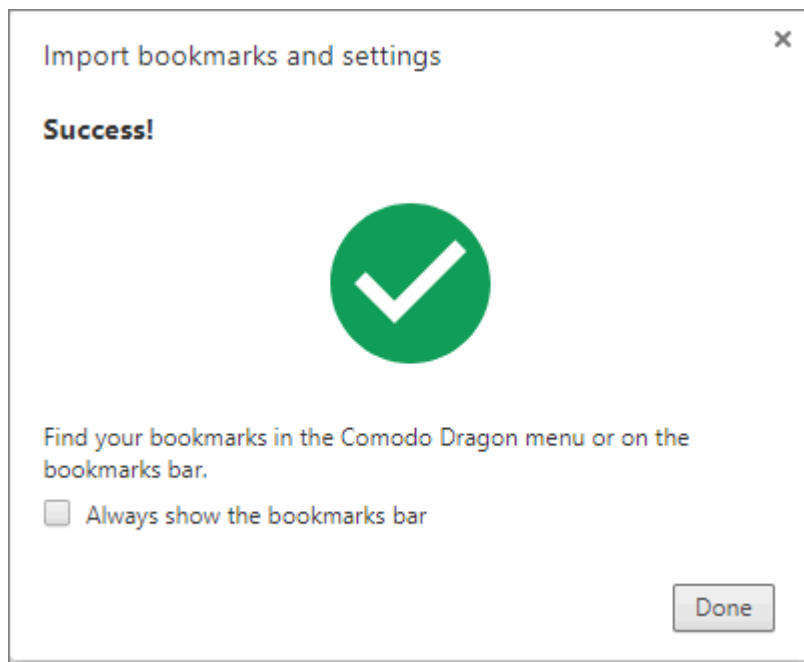 Import bookmarks and settings
Success!
Find your bookmarks in the Comodo Dragon menu or on the
bookmarks bar.
Always show the bookmarks bar
Done